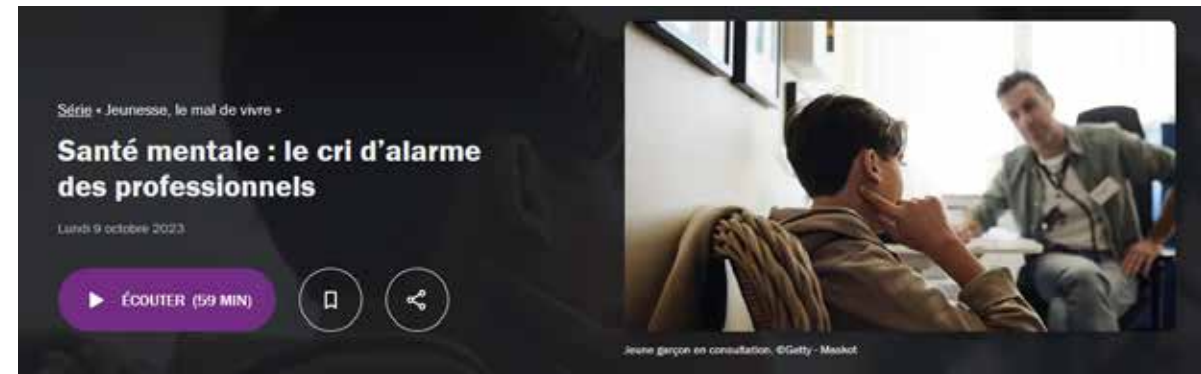 Série « Jeunesse, le mal de vivre »
Santé mentale : le cri d’alarme
des professionnels
Lundi 9 octobre 2023
ÉCOUTER (59 MIN)
Jeune garçon en consultation. ©Getty - Maskot